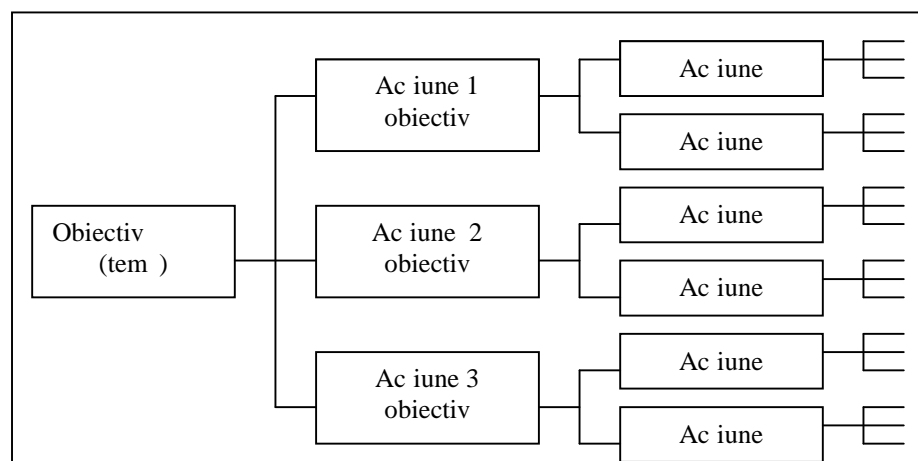 Obiectiv
(tem )
Ac iune 1
obiectiv
Ac iune 2
obiectiv
Ac iune 3
obiectiv
Ac iune
Ac iune
Ac iune
Ac iune
Ac iune
Ac iune